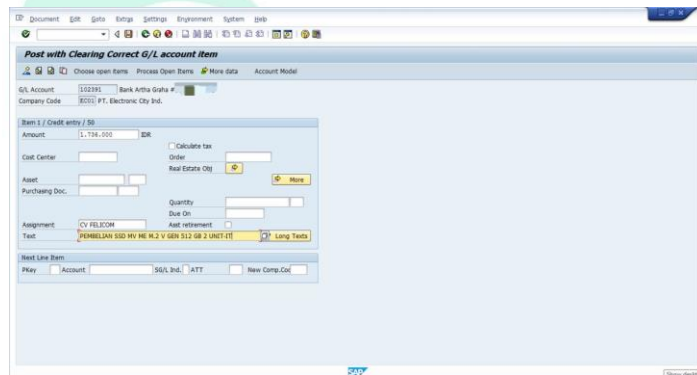 Document Edit Goto Extras Settings Environment System Help
Post with Clearing Correct G/L account item
Choose open items Process Open Items More data Account Model
G/L Account 102391 Bank Artha Graha #
Company Code EC01 PT. Electronic City Ind.
Item 1 / Credit entry / 50
Amount 1.736.000 IDR
Calculate tax
Cost Center Order
Real Estate Obj
Asset More
Purchasing Doc.
Quantity
Due On
Assignment CV FELICOM Asst retirement
Text PEMBELIAN SSD MV ME M.2 V GEN 512 GB 2 UNIT-IT Long Texts
Next Line Item
PKey Account SG/L Ind. ATT New Comp.Cod
SAP